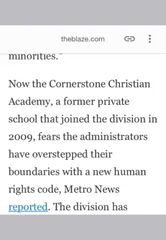 theblaze.com
minorities."
Now the Cornerstone Christian
Academy, a former private
school that joined the division in
2009, fears the administrators
have overstepped their
boundaries with a new human
rights code, Metro News
reported. The division has